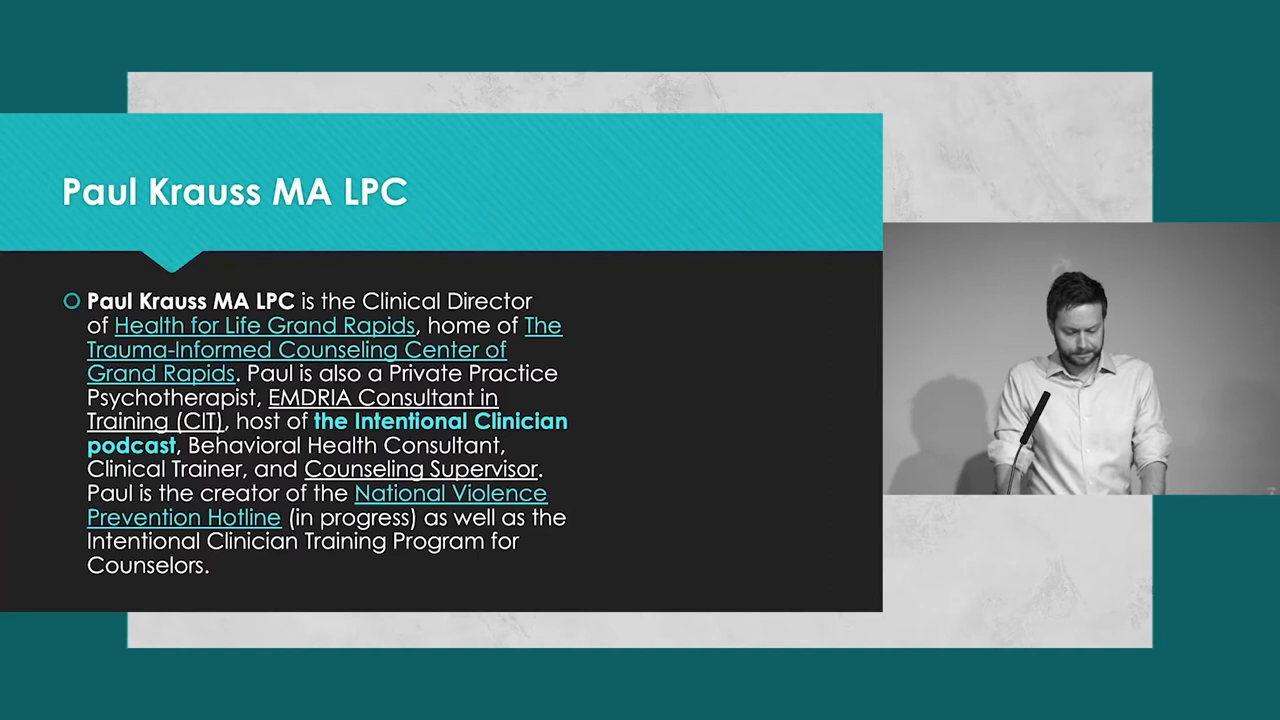 Paul Krauss MA LPC
Paul Krauss MA LPC is the Clinical Director
of Health for Life Grand Rapids, home of The
Trauma-Informed Counseling Center of
Grand Rapids. Paul is also a Private Practice
Psychotherapist, EMDRIA Consultant in
Training (CIT), host of the Intentional Clinician
podcast, Behavioral Health Consultant,
Clinical Trainer, and Counseling Supervisor.
Paul is the creator of the National Violence
Prevention Hotline (in progress) as well as the
Intentional Clinician Training Program for
Counselors.